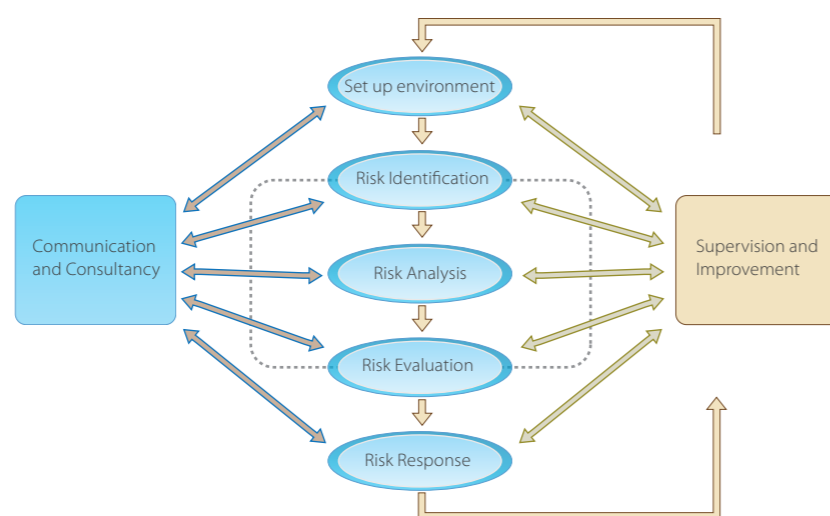 Set up environment
Risk Identification
Communication
and Consultancy
Supervision and
Improvement
Risk Analysis
Risk Evaluation
Risk Response